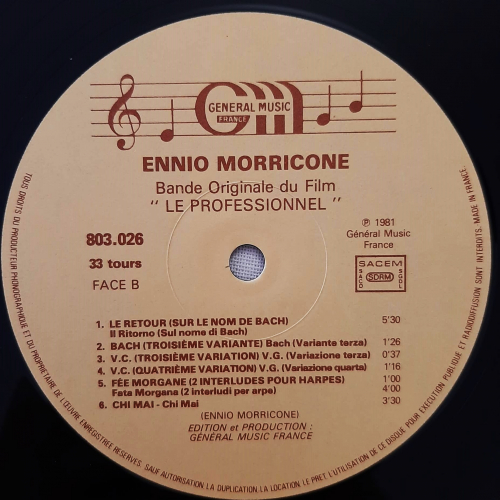 GENERAL MUSIC
FRANCE
ENNIO MORRICONE
Bande Originale du Film
" LE PROFESSIONNEL "
803.026
33 tours
FACE B
℗ 1981
Général Music
France
SACEM
SACD
SDRM
SGDL
1. LE RETOUR (SUR LE NOM DE BACH) 5'30
Il Ritorno (Sul nome di Bach)
2. BACH (TROISIÈME VARIANTE) Bach (Variante terza) 1'26
3. V.C. (TROISIÈME VARIATION) V.G. (Variazione terza) 0'37
4. V.C. (QUATRIÈME VARIATION) V.G. (Variazione quarta) 1'16
5. FÉE MORGANE (2 INTERLUDES POUR HARPES) 1'00
Fata Morgana (2 interludi per arpe) 4'00
6. CHI MAI - Chi Mai 3'30
(ENNIO MORRICONE)
EDITION et PRODUCTION :
GÉNÉRAL MUSIC FRANCE
TOUS DROITS DU PRODUCTEUR PHONOGRAPHIQUE ET DU PROPRIETAIRE DE L'ŒUVRE ENREGISTREE RESERVES. SAUF AUTORISATION LA DUPLICATION, LA LOCATION, LE PRET, L'UTILISATION DE CE DISQUE POUR EXECUTION PUBLIQUE ET RADIODIFFUSION SONT INTERDITS. MADE IN FRANCE.